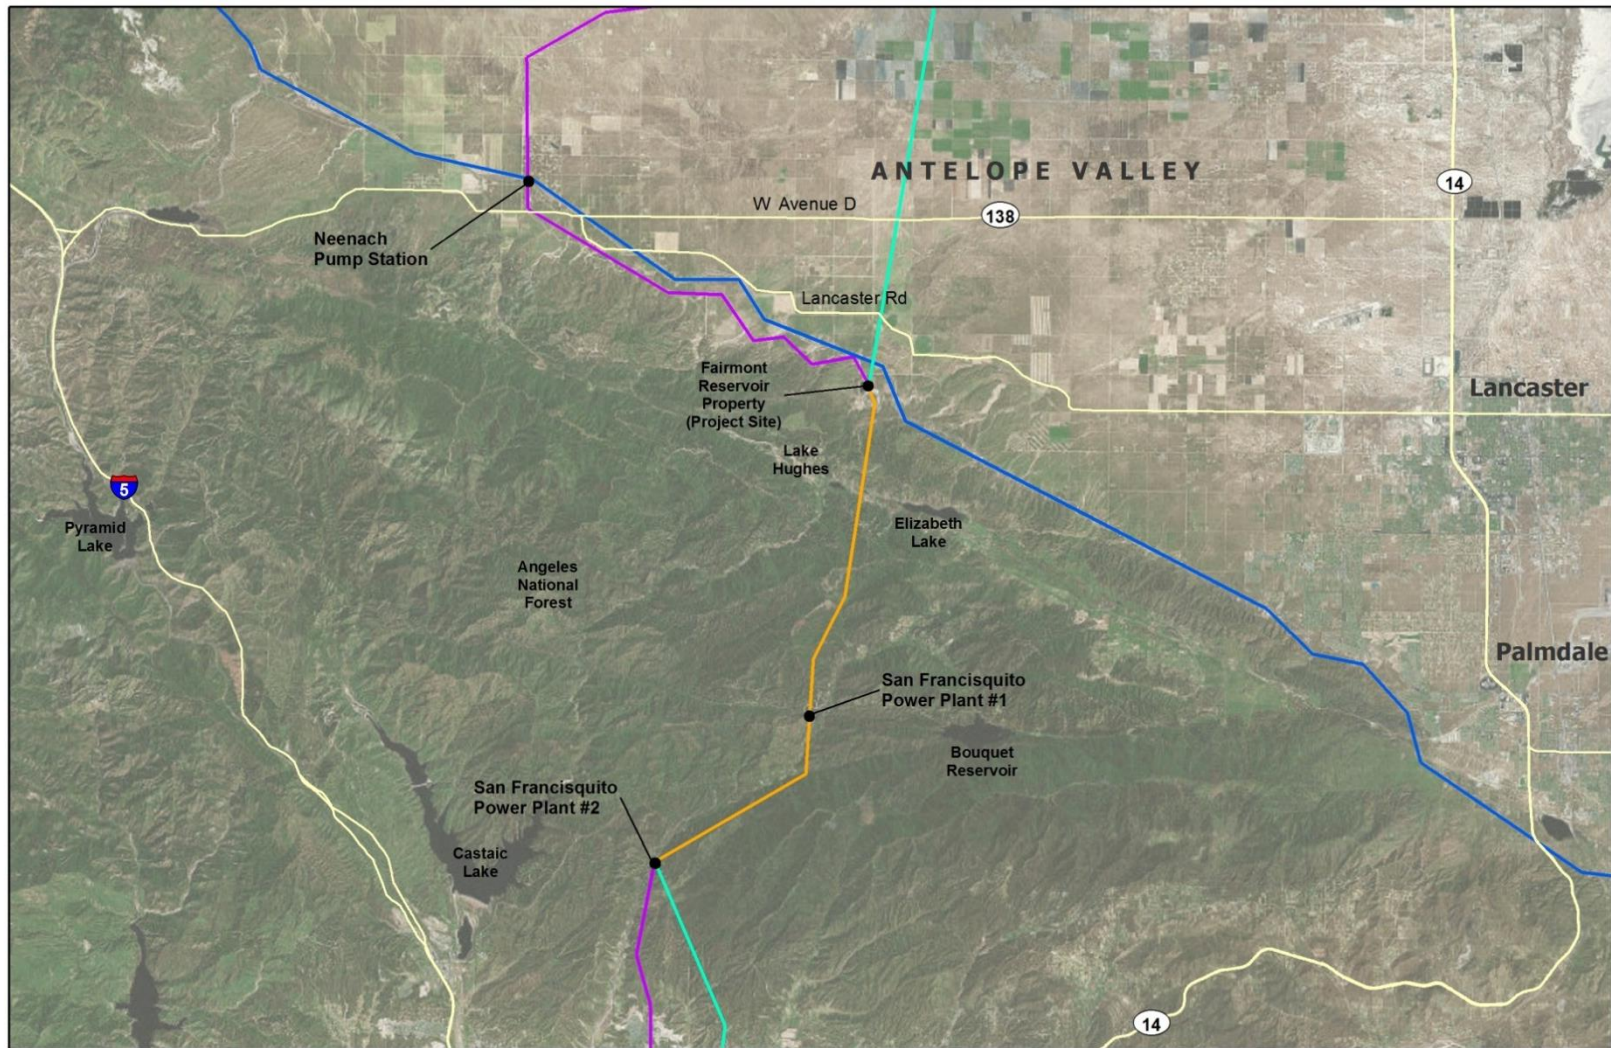 ANTELOPE VALLEY
14
W Avenue D
138
Neenach
Pump Station
Lancaster Rd
Fairmont
Reservoir
Property
(Project Site)
Lancaster
Lake
Hughes
5
Pyramid
Lake
Elizabeth
Lake
Angeles
National
Forest
Palmdale
San Francisquito
Power Plant #1
Bouquet
Reservoir
San Francisquito
Power Plant #2
Castaic
Lake
14